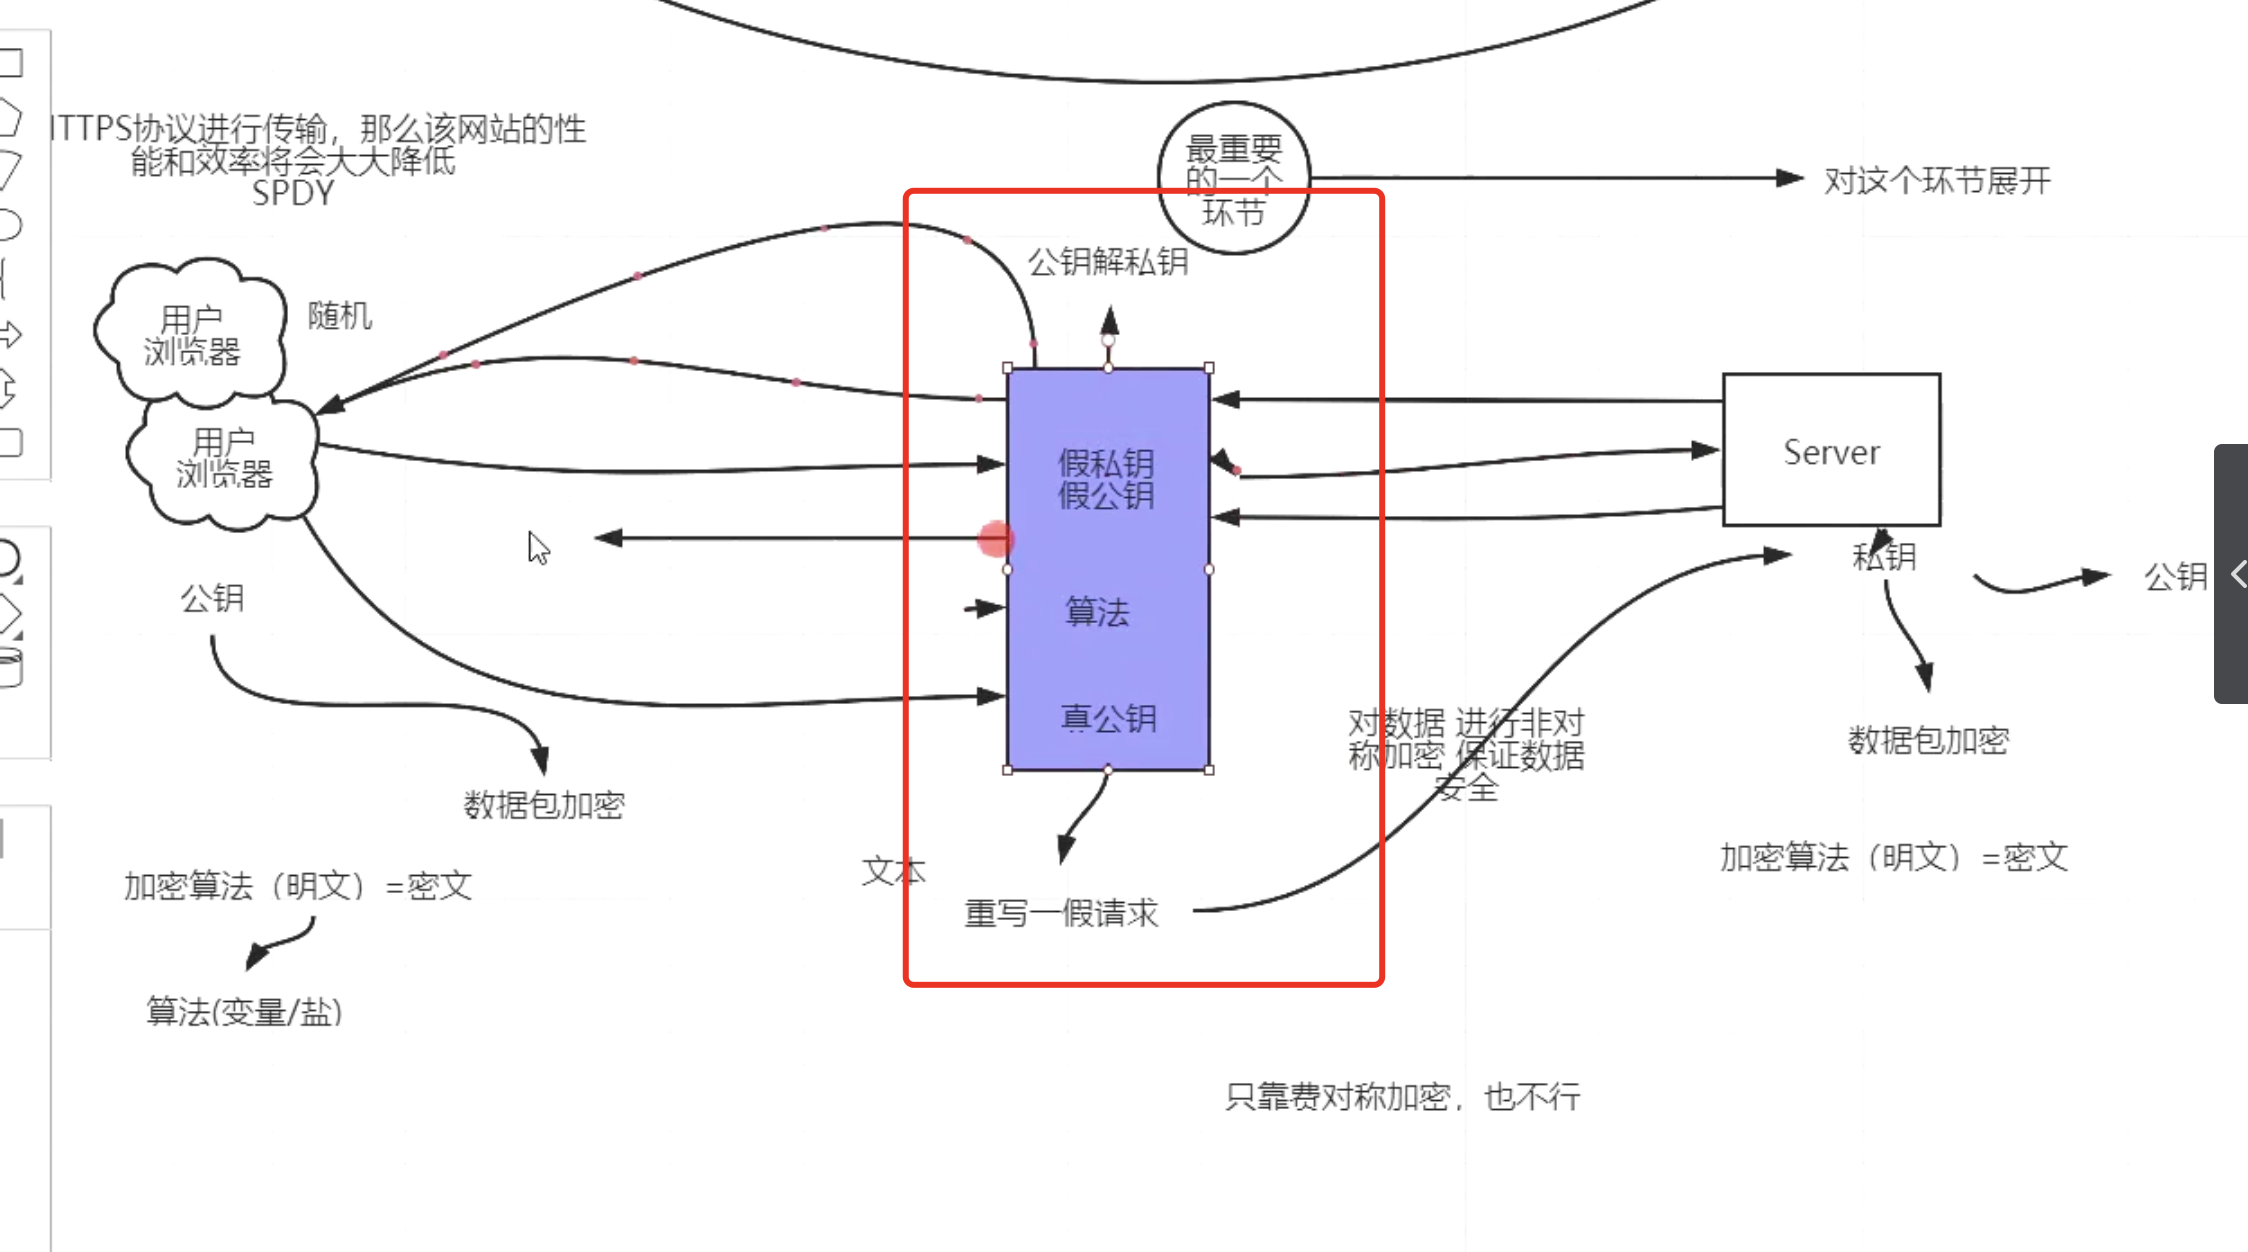 HTTPS协议进行传输，那么该网站的性
能和效率将会大大降低
SPDY
最重要
的一个
环节
对这个环节展开
公钥解私钥
用户
浏览器
随机
用户
浏览器
假私钥
假公钥
算法
真公钥
Server
私钥
公钥
公钥
数据包加密
对数据 进行非对
称加密 保证数据
安全
数据包加密
加密算法（明文）=密文
文本
重写一假请求
加密算法（明文）=密文
算法(变量/盐)
只靠费对称加密，也不行